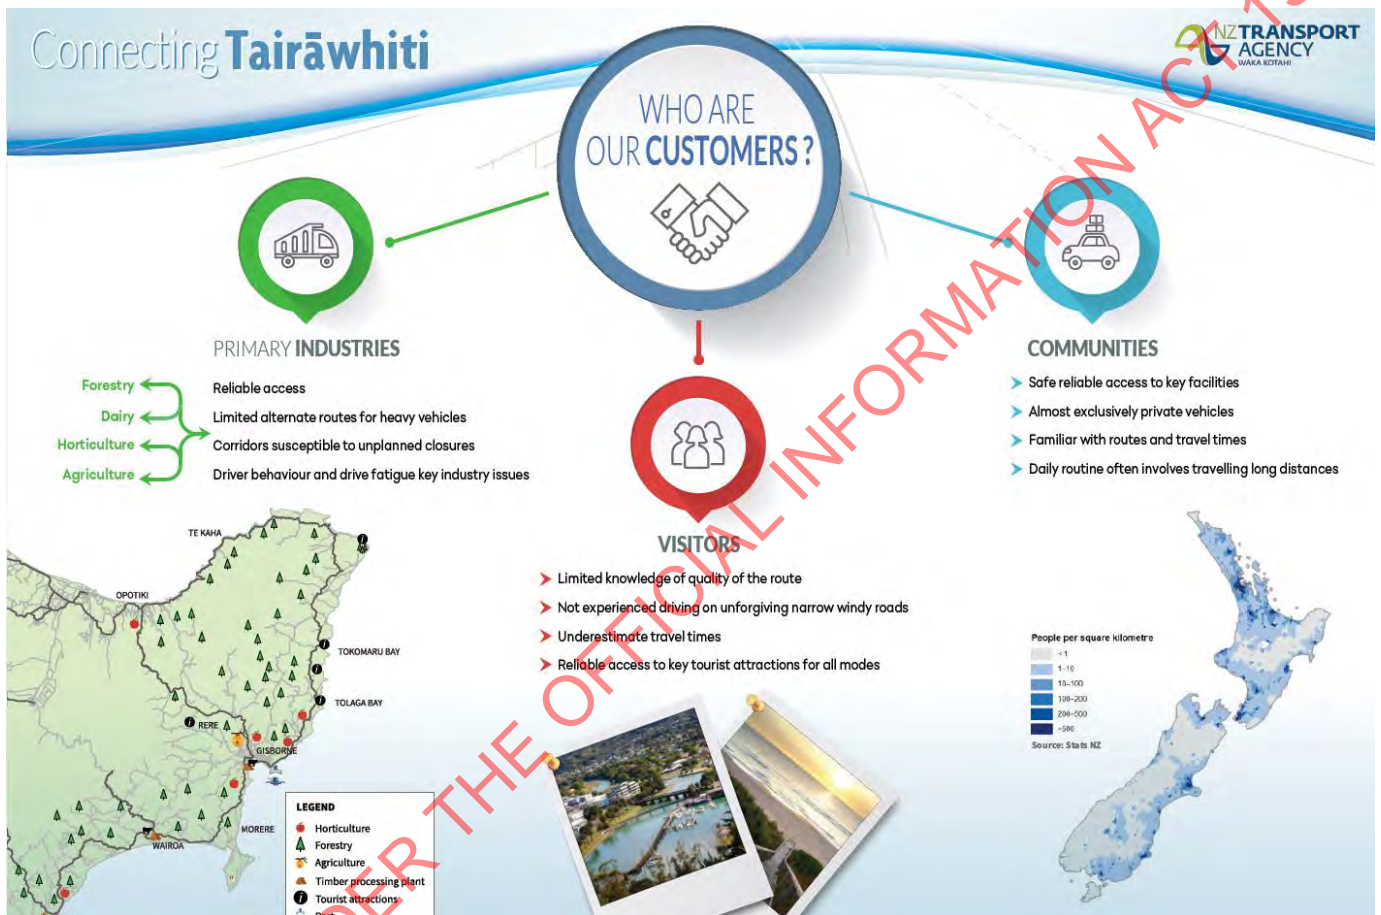 Connecting Tairāwhiti
NZ TRANSPORT
AGENCY
WAKA KOTAHI
WHO ARE
OUR CUSTOMERS?
PRIMARY INDUSTRIES
Forestry
Dairy
Horticulture
Agriculture
Reliable access
Limited alternate routes for heavy vehicles
Corridors susceptible to unplanned closures
Driver behaviour and drive fatigue key industry issues
COMMUNITIES
Safe reliable access to key facilities
Almost exclusively private vehicles
Familiar with routes and travel times
Daily routine often involves travelling long distances
VISITORS
Limited knowledge of quality of the route
Not experienced driving on unforgiving narrow windy roads
Underestimate travel times
Reliable access to key tourist attractions for all modes
TE KAHA
OPOTIKI
TOKOMARU BAY
TOLAGA BAY
RERE
GISBORNE
MORERE
WAIROA
LEGEND
Horticulture
Forestry
Agriculture
Timber processing plant
Tourist attractions
People per square kilometre
<1
1–10
10–100
100–200
200–500
>500
Source: Stats NZ
DER THE OFFICIAL INFORMATION ACT